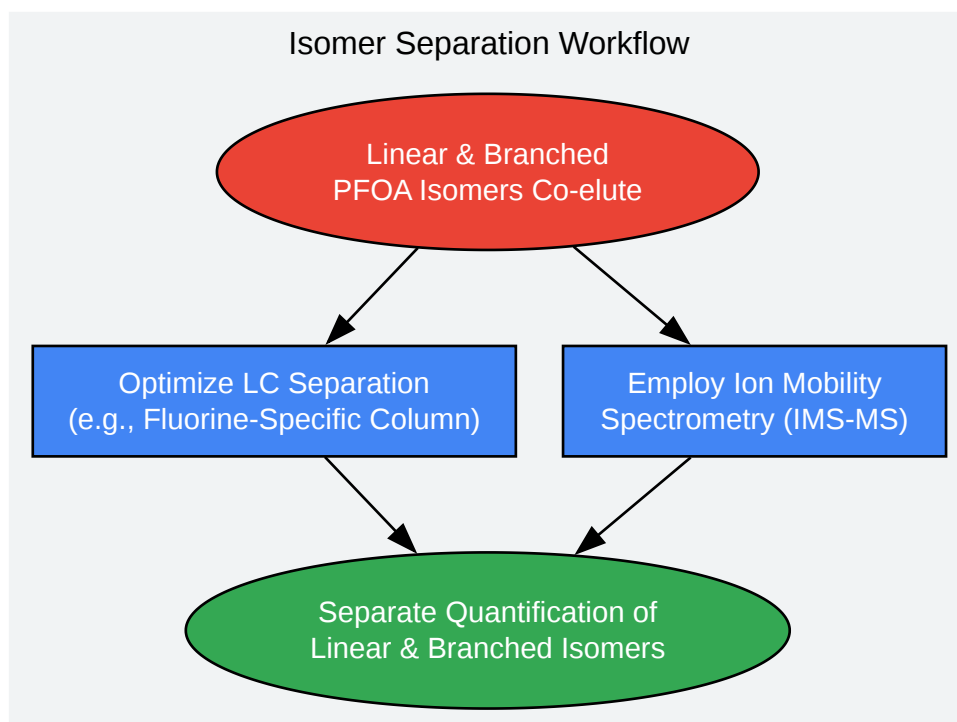 Isomer Separation Workflow
Linear & Branched
PFOA Isomers Co-elute
Optimize LC Separation
(e.g., Fluorine-Specific Column)
Employ Ion Mobility
Spectrometry (IMS-MS)
Separate Quantification of
Linear & Branched Isomers